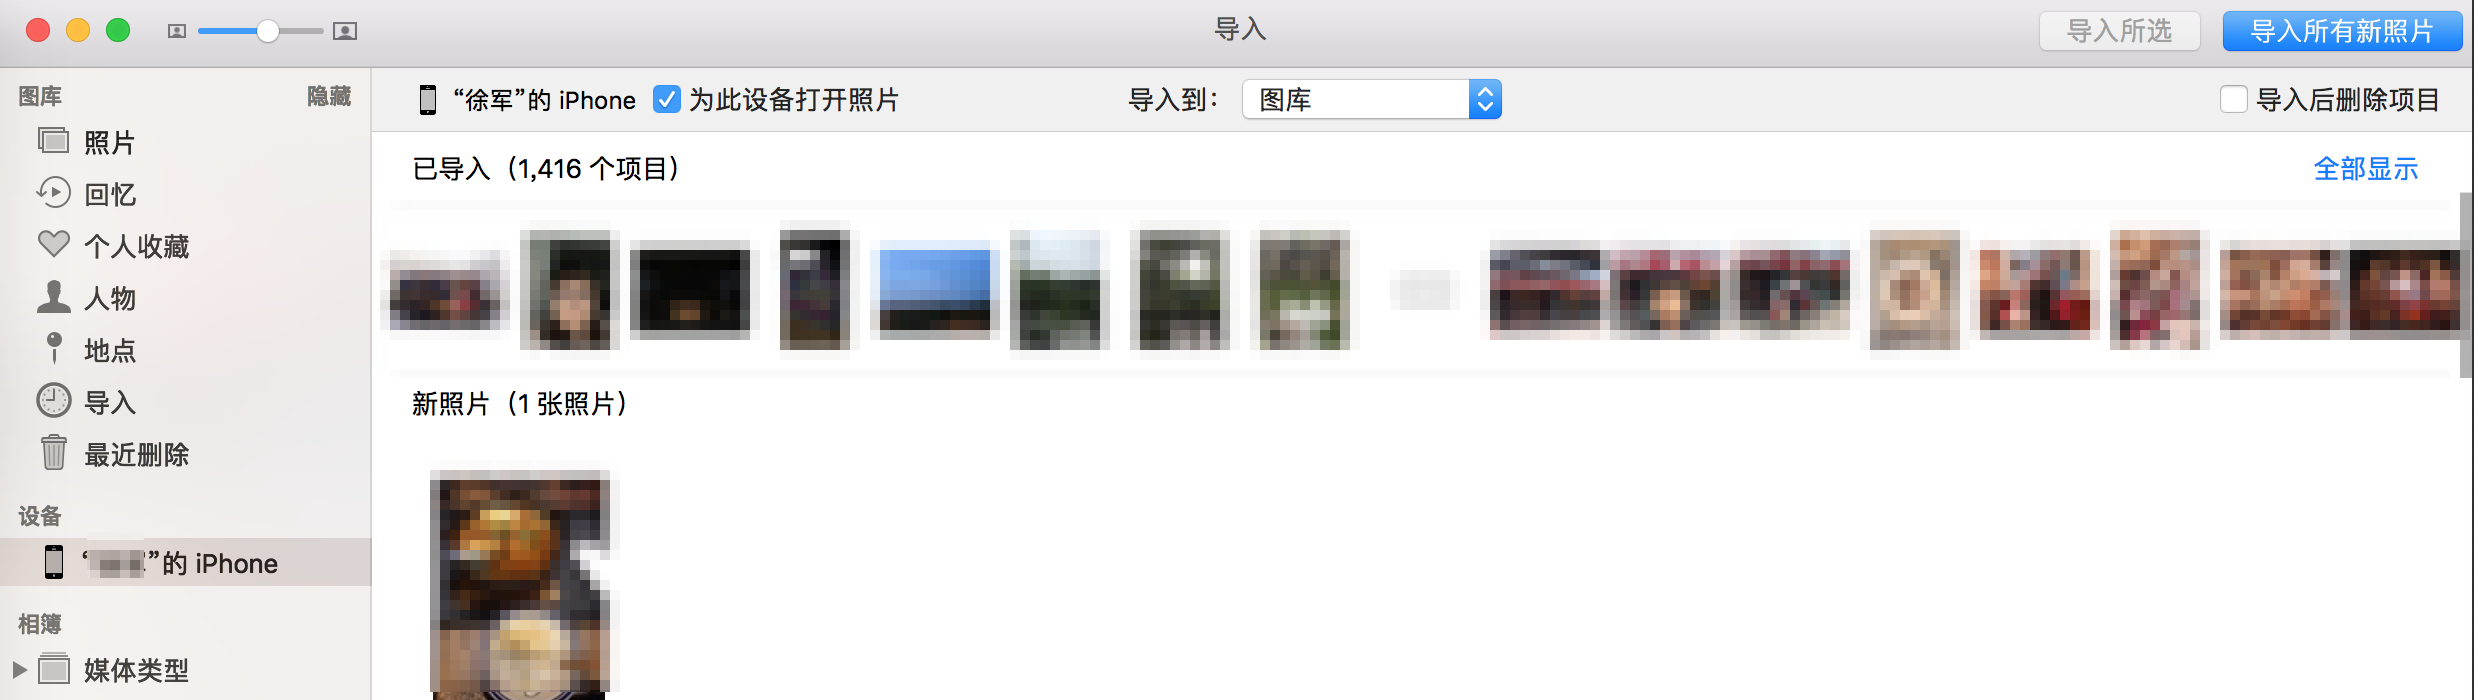 导入
导入所选
导入所有新照片
图库
隐藏
照片
回忆
个人收藏
人物
地点
导入
最近删除
设备
“ ”的 iPhone
相簿
媒体类型
“徐军”的 iPhone
为此设备打开照片
导入到：
图库
导入后删除项目
已导入（1,416 个项目）
全部显示
新照片（1 张照片）